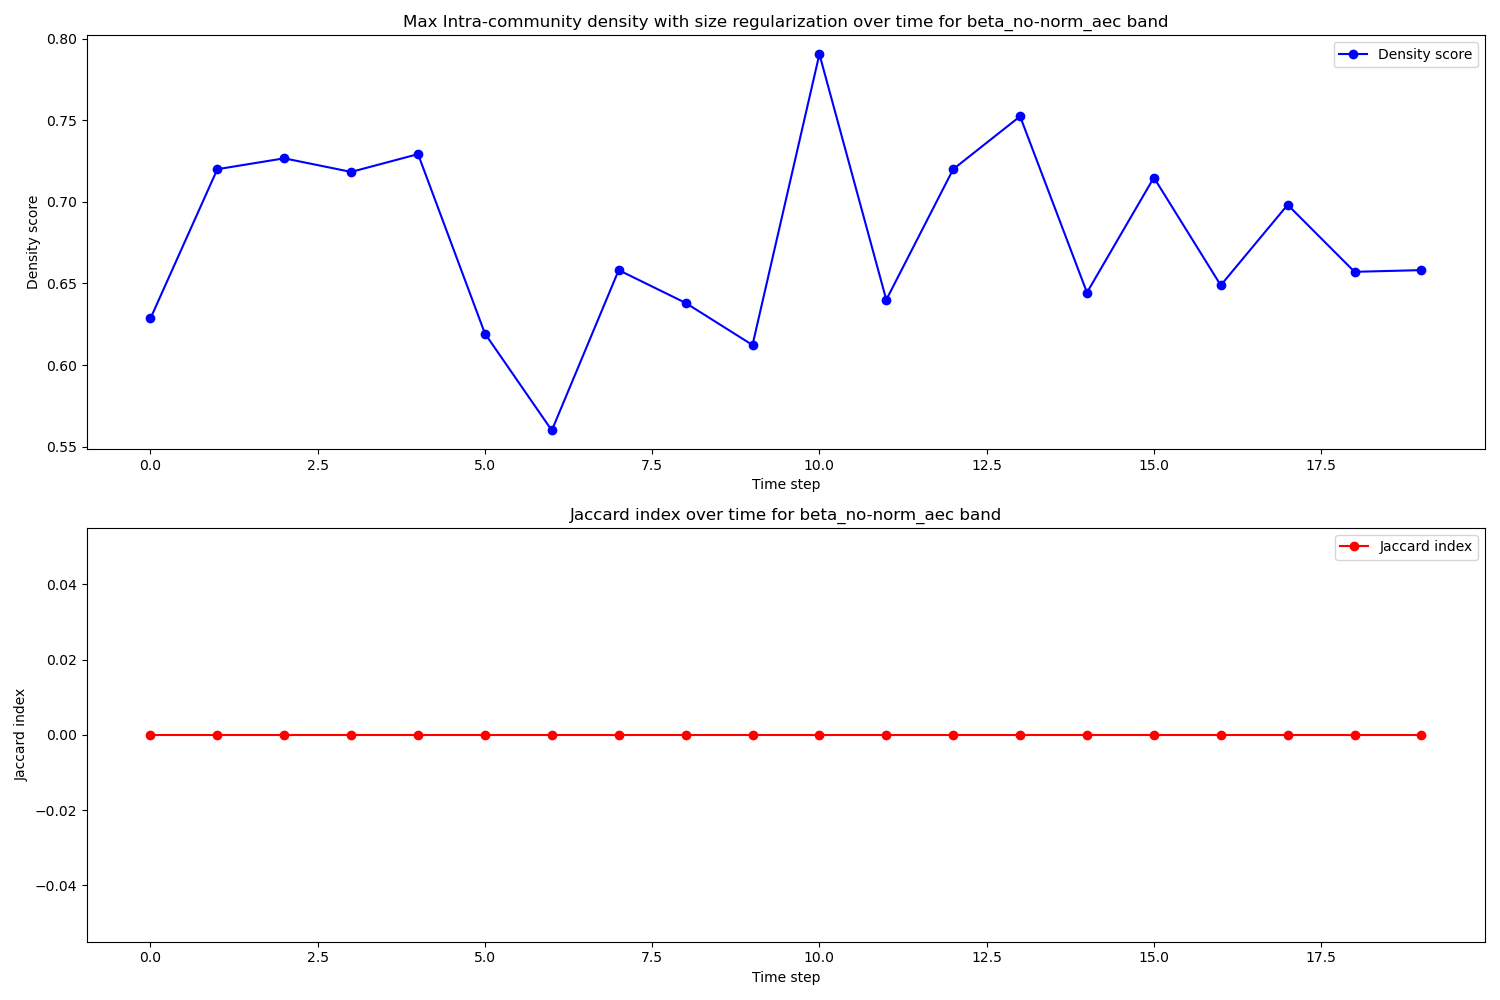 Max Intra-community density with size regularization over time for beta_no-norm_aec band
Density score
0.80
0.75
0.70
0.65
0.60
0.55
Density score
0.0 2.5 5.0 7.5 10.0 12.5 15.0 17.5
Time step
Jaccard index over time for beta_no-norm_aec band
Jaccard index
0.04
0.02
0.00
−0.02
−0.04
Jaccard index
0.0 2.5 5.0 7.5 10.0 12.5 15.0 17.5
Time step